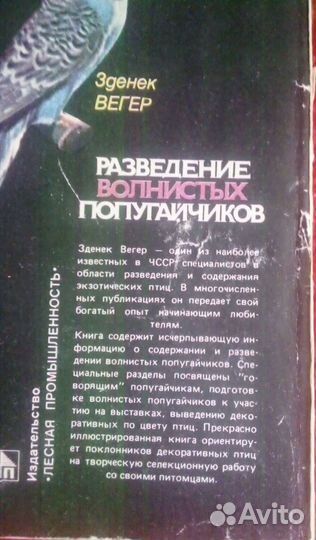 Зденек
ВЕГЕР
РАЗВЕДЕНИЕ
ВОЛНИСТЫХ
ПОПУГАЙЧИКОВ
Зденек Вегер — один из наиболее
известных в ЧССР специалистов в
области разведения и содержания
экзотических птиц. В многочислен-
ных публикациях он передает свой
богатый опыт начинающим люби-
телям.
Книга содержит исчерпывающую ин-
формацию о содержании и разве-
дении волнистых попугайчиков. Спе-
циальные разделы посвящены "го-
ворящим" попугайчикам, подготов-
ке волнистых попугайчиков к учас-
тию на выставках, выведению деко-
ративных по цвету птиц. Прекрасно
иллюстрированная книга ориентиру-
ет поклонников декоративных птиц
на творческую селекционную работу
со своими питомцами.
Издательство
"ЛЕСНАЯ ПРОМЫШЛЕННОСТЬ"
Avito